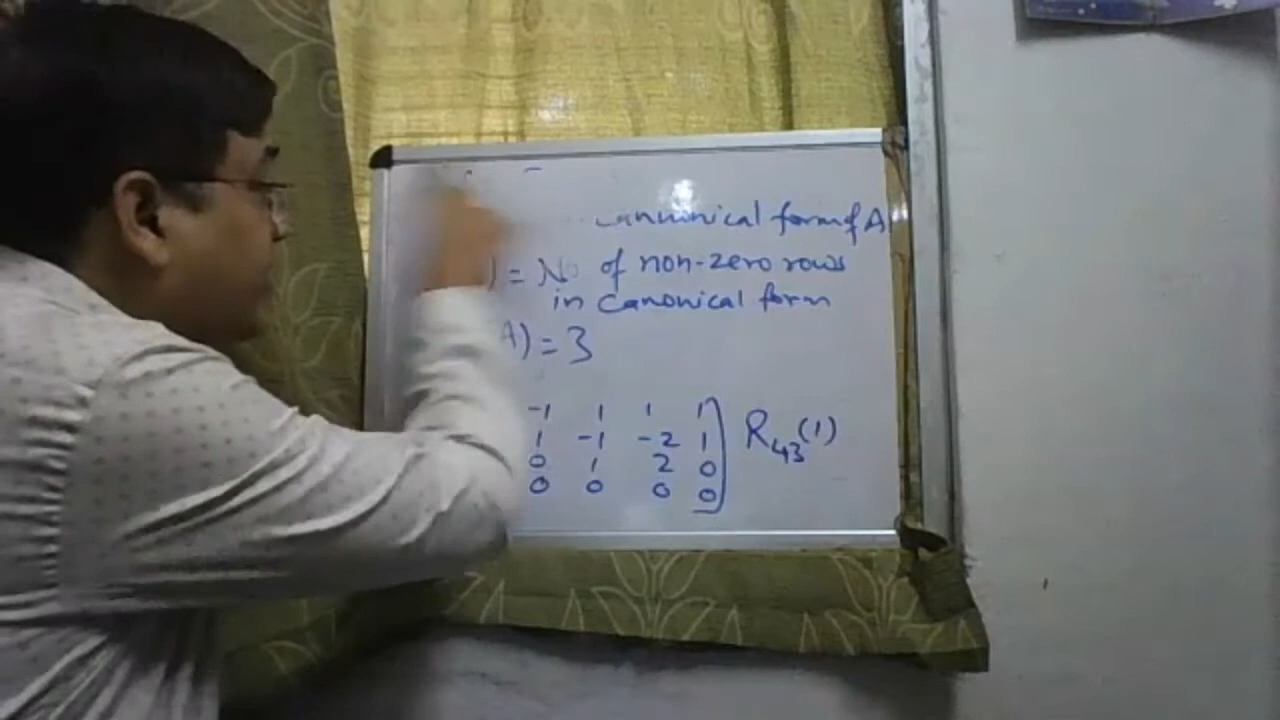 canonical form of A
) = No of non-zero rows
in canonical form
A) = 3
-1 1 1 1
1 -1 -2 1 R43(1)
0 1 2 0
0 0 0 0